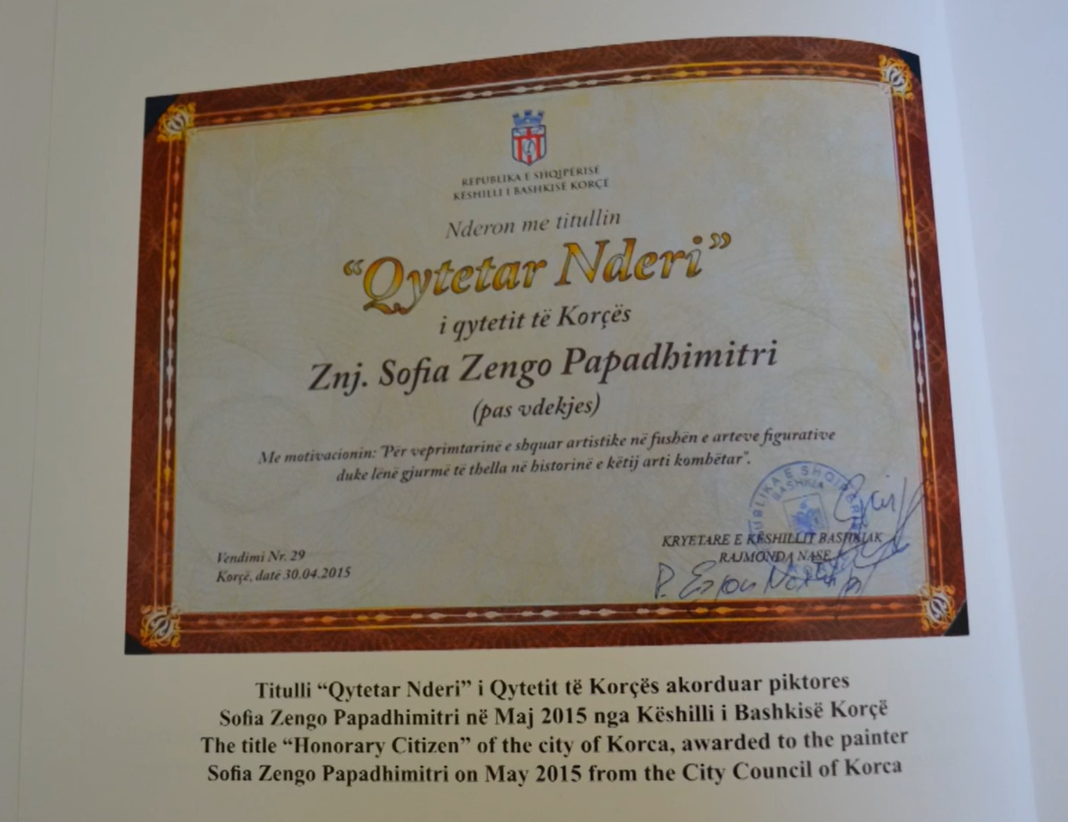 REPUBLIKA E SHQIPËRISË
KËSHILLI I BASHKISË KORÇË
Nderon me titullin
“Qytetar Nderi”
i qytetit të Korçës
Znj. Sofia Zengo Papadhimitri
(pas vdekjes)
Me motivacionin: "Për veprimtarinë e shquar artistike në fushën e arteve figurative
duke lënë gjurmë të thella në historinë e këtij arti kombëtar".
Vendimi Nr. 29
Korçë, datë 30.04.2015
KRYETARE E KËSHILLIT BASHKIAK
RAJMONDA NASE
BASHKIA
Titulli “Qytetar Nderi” i Qytetit të Korçës akorduar piktores
Sofia Zengo Papadhimitri në Maj 2015 nga Këshilli i Bashkisë Korçë
The title “Honorary Citizen” of the city of Korca, awarded to the painter
Sofia Zengo Papadhimitri on May 2015 from the City Council of Korca